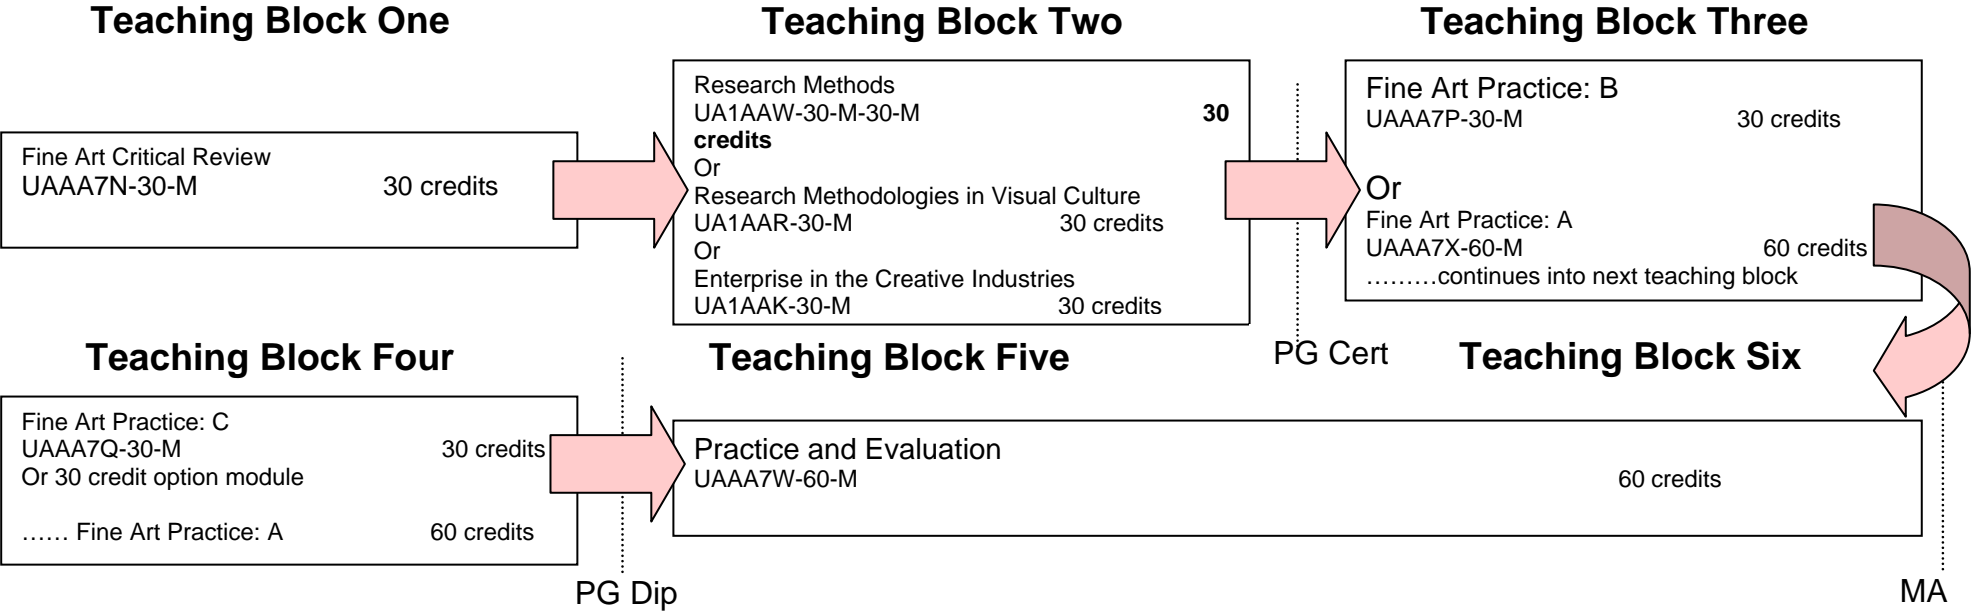 Teaching Block One
Teaching Block Two
Teaching Block Three
Fine Art Critical Review
UAAA7N-30-M 30 credits
Research Methods
UA1AAW-30-M-30-M 30
credits
Or
Research Methodologies in Visual Culture
UA1AAR-30-M 30 credits
Or
Enterprise in the Creative Industries
UA1AAK-30-M 30 credits
Fine Art Practice: B
UAAA7P-30-M 30 credits
Or
Fine Art Practice: A
UAAA7X-60-M 60 credits
………continues into next teaching block
PG Cert
Teaching Block Four
Teaching Block Five
Teaching Block Six
Fine Art Practice: C
UAAA7Q-30-M 30 credits
Or 30 credit option module
…… Fine Art Practice: A 60 credits
Practice and Evaluation
UAAA7W-60-M 60 credits
PG Dip
MA